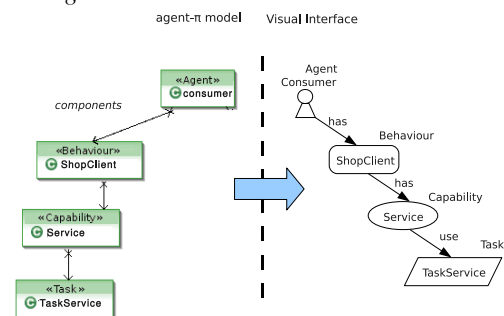 agent-π model
Visual Interface
«Agent»
consumer
components
«Behaviour»
ShopClient
«Capability»
Service
«Task»
TaskService
Agent
Consumer
has
Behaviour
ShopClient
has
Capability
Service
use
Task
TaskService